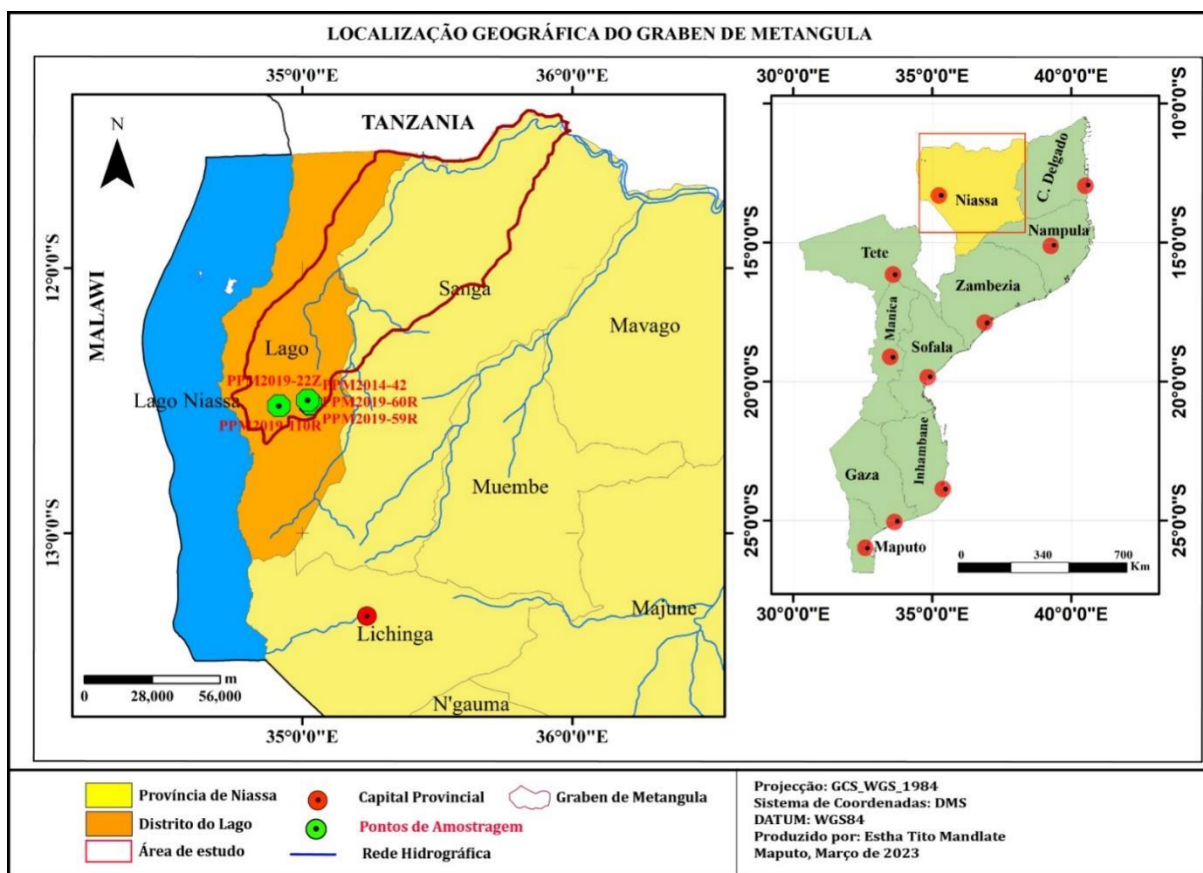 LOCALIZAÇÃO GEOGRÁFICA DO GRABEN DE METANGULA
35°0'0"E
36°0'0"E
N
TANZANIA
MALAWI
12°0'0"S
13°0'0"S
Sanga
Mavago
Lago
PPM2019-22Z
PPM2014-42
Lago Niassa
PPM2019-60R
PPM2019-110R
PPM2019-59R
Muembe
Lichinga
Majune
N'gauma
m
0
28,000
56,000
35°0'0"E
36°0'0"E
30°0'0"E
35°0'0"E
40°0'0"E
10°0'0"S
15°0'0"S
20°0'0"S
25°0'0"S
Niassa
C. Delgado
Nampula
Tete
Zambezia
Manica
Sofala
Inhambane
Gaza
Maputo
0
340
700
Km
30°0'0"E
35°0'0"E
40°0'0"E
Província de Niassa
Distrito do Lago
Área de estudo
Capital Provincial
Pontos de Amostragem
Rede Hidrográfica
Graben de Metangula
Projecção: GCS_WGS_1984
Sistema de Coordenadas: DMS
DATUM: WGS84
Produzido por: Estha Tito Mandlate
Maputo, Março de 2023